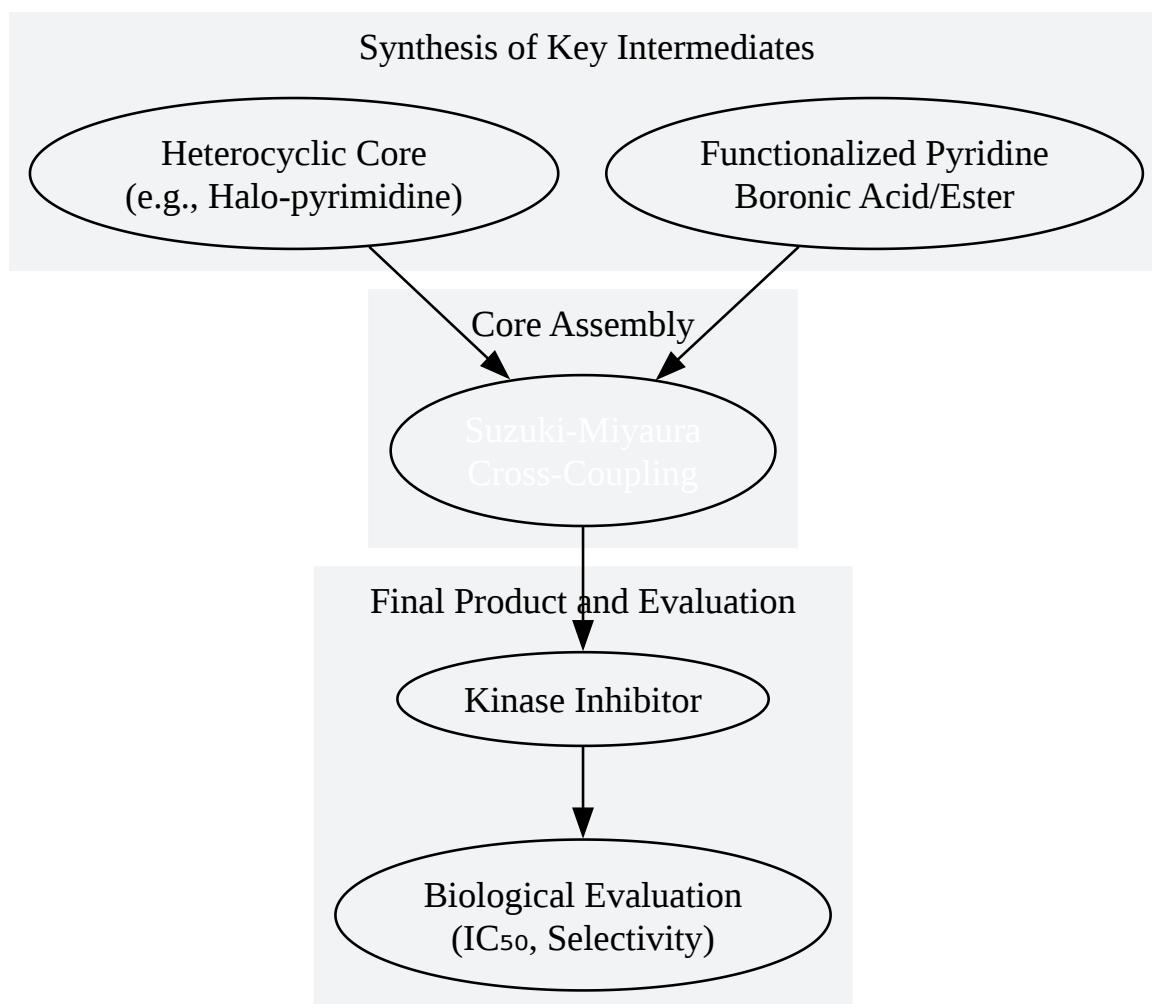 Synthesis of Key Intermediates
Heterocyclic Core
(e.g., Halo-pyrimidine)
Functionalized Pyridine
Boronic Acid/Ester
Core Assembly
Suzuki-Miyaura
Cross-Coupling
Final Product and Evaluation
Kinase Inhibitor
Biological Evaluation
(IC₅₀, Selectivity)